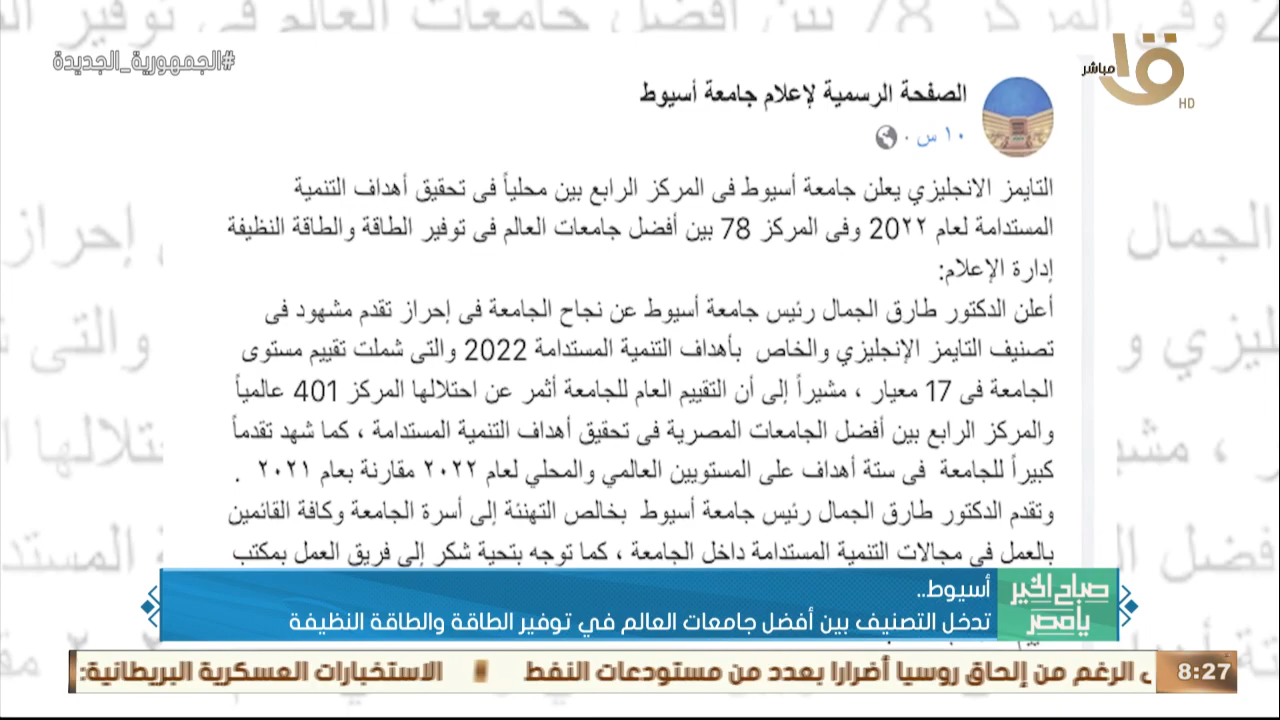 #الجمهورية_الجديدة
مباشر
HD
الصفحة الرسمية لإعلام جامعة أسيوط
١٠ س ·
التايمز الانجليزي يعلن جامعة أسيوط فى المركز الرابع بين محلياً فى تحقيق أهداف التنمية
المستدامة لعام ٢٠٢٢ وفى المركز 78 بين أفضل جامعات العالم فى توفير الطاقة والطاقة النظيفة
إدارة الإعلام:
أعلن الدكتور طارق الجمال رئيس جامعة أسيوط عن نجاح الجامعة فى إحراز تقدم مشهود فى
تصنيف التايمز الإنجليزي والخاص بأهداف التنمية المستدامة 2022 والتى شملت تقييم مستوى
الجامعة فى 17 معيار ، مشيراً إلى أن التقييم العام للجامعة أثمر عن احتلالها المركز 401 عالمياً
والمركز الرابع بين أفضل الجامعات المصرية فى تحقيق أهداف التنمية المستدامة ، كما شهد تقدماً
كبيراً للجامعة فى ستة أهداف على المستويين العالمي والمحلي لعام ٢٠٢٢ مقارنة بعام ٢٠٢١ .
وتقدم الدكتور طارق الجمال رئيس جامعة أسيوط بخالص التهنئة إلى أسرة الجامعة وكافة القائمين
بالعمل فى مجالات التنمية المستدامة داخل الجامعة ، كما توجه بتحية شكر إلى فريق العمل بمكتب
صباح الخير
يا مصر
أسيوط..
تدخل التصنيف بين أفضل جامعات العالم في توفير الطاقة والطاقة النظيفة
8:27
الرغم من إلحاق روسيا أضرارا بعدد من مستودعات النفط
الاستخبارات العسكرية البريطانية: